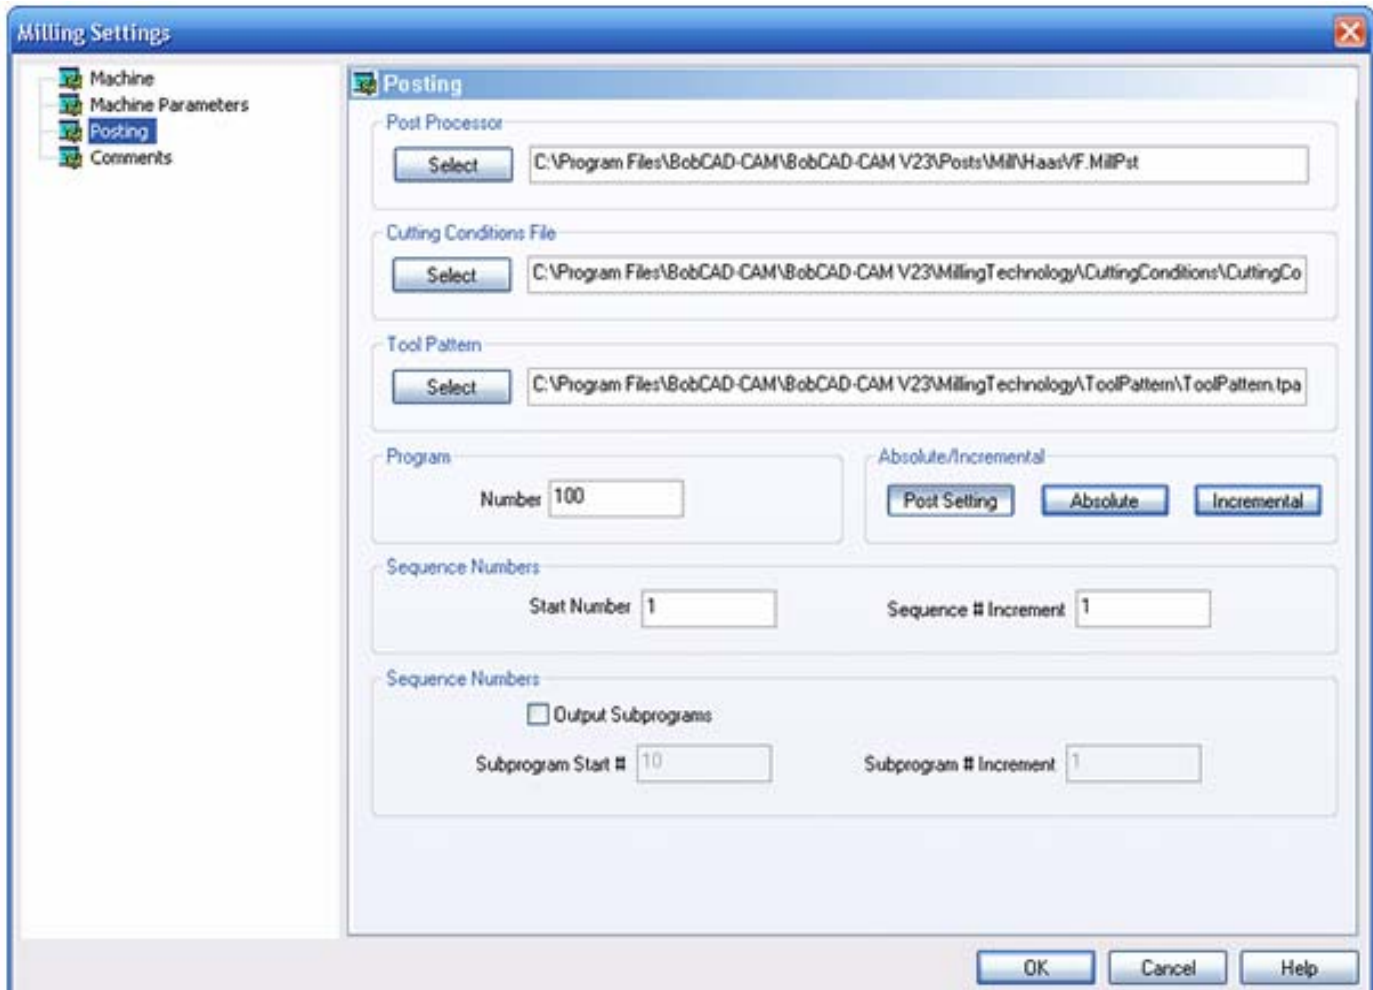 Milling Settings
Machine
Machine Parameters
Posting
Comments
Posting
Post Processor
Select C:\Program Files\BobCAD-CAM\BobCAD-CAM V23\Posts\Mill\HaasVF.MillPst
Cutting Conditions File
Select C:\Program Files\BobCAD-CAM\BobCAD-CAM V23\MillingTechnology\CuttingConditions\CuttingCo
Tool Pattern
Select C:\Program Files\BobCAD-CAM\BobCAD-CAM V23\MillingTechnology\ToolPattern\ToolPattern.tpa
Program Absolute/Incremental
Number 100 Post Setting Absolute Incremental
Sequence Numbers
Start Number 1 Sequence # Increment 1
Sequence Numbers
Output Subprograms
Subprogram Start # 10 Subprogram # Increment 1
OK Cancel Help